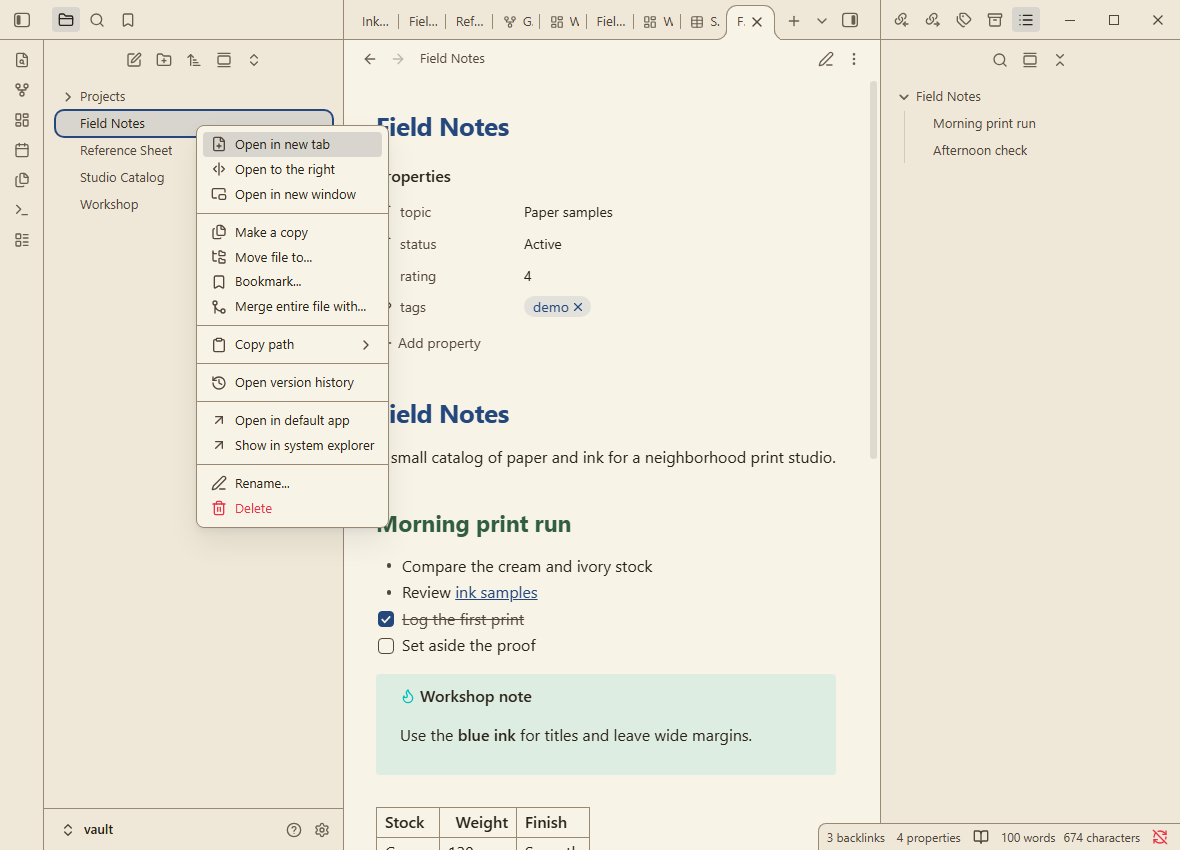 Ink...
Fiel...
Ref...
G
W
Fiel...
W
S.
F.
Field Notes
Projects
Field Notes
Reference Sheet
Studio Catalog
Workshop
Open in new tab
Open to the right
Open in new window
Make a copy
Move file to...
Bookmark...
Merge entire file with...
Copy path
Open version history
Open in default app
Show in system explorer
Rename...
Delete
vault
Field Notes
roperties
topic Paper samples
status Active
rating 4
tags demo
Add property
ield Notes
small catalog of paper and ink for a neighborhood print studio.
Morning print run
• Compare the cream and ivory stock
• Review ink samples
Log the first print
Set aside the proof
Workshop note
Use the blue ink for titles and leave wide margins.
Stock Weight Finish
Field Notes
Morning print run
Afternoon check
3 backlinks 4 properties 100 words 674 characters